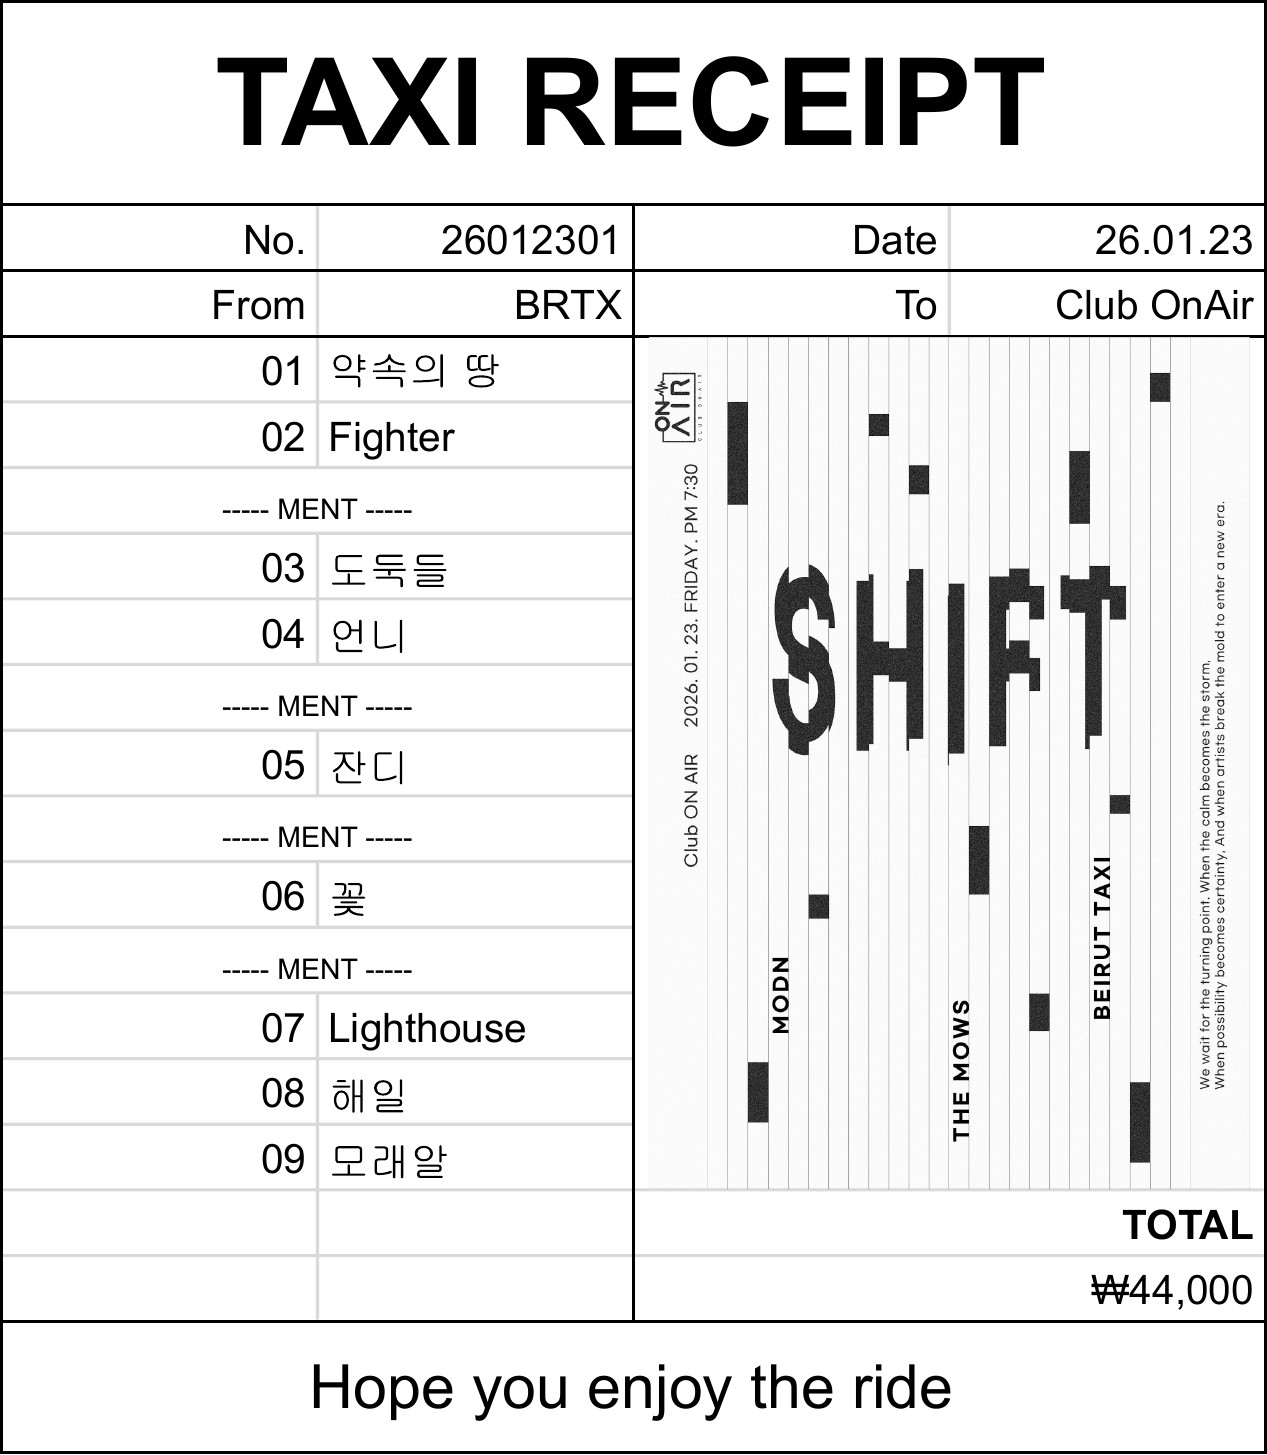 TAXI RECEIPT
No. 26012301 Date 26.01.23
From BRTX To Club OnAir
01 약속의 땅
02 Fighter
----- MENT -----
03 도둑들
04 언니
----- MENT -----
05 잔디
----- MENT -----
06 꽃
----- MENT -----
07 Lighthouse
08 해일
09 모래알
ON AIR
CLUB ONAIR
Club ON AIR 2026. 01. 23. FRIDAY. PM 7:30
SHIFT
MODN
THE MOWS
BEIRUT TAXI
We wait for the turning point. When the calm becomes the storm,
When possibility becomes certainty, And when artists break the mold to enter a new era.
TOTAL
₩44,000
Hope you enjoy the ride